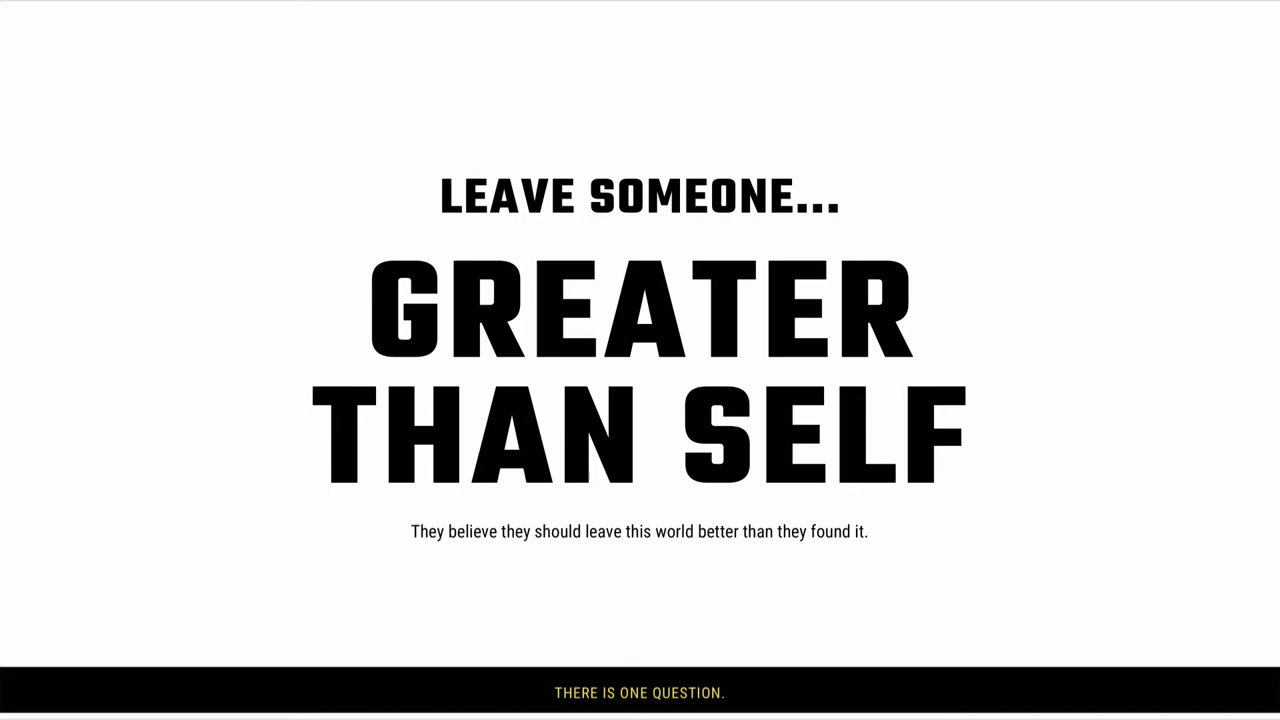 LEAVE SOMEONE...
GREATER
THAN SELF
They believe they should leave this world better than they found it.
THERE IS ONE QUESTION.